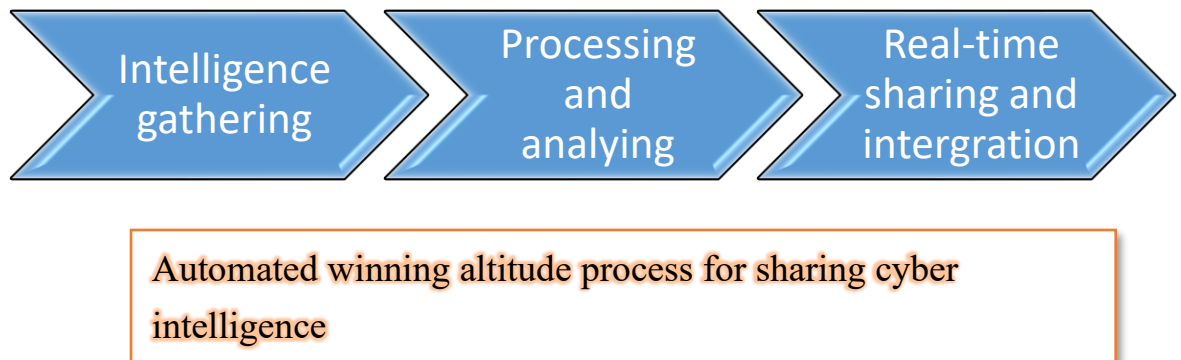 Intelligence
gathering
Processing
and
analying
Real-time
sharing and
intergration
Automated winning altitude process for sharing cyber
intelligence